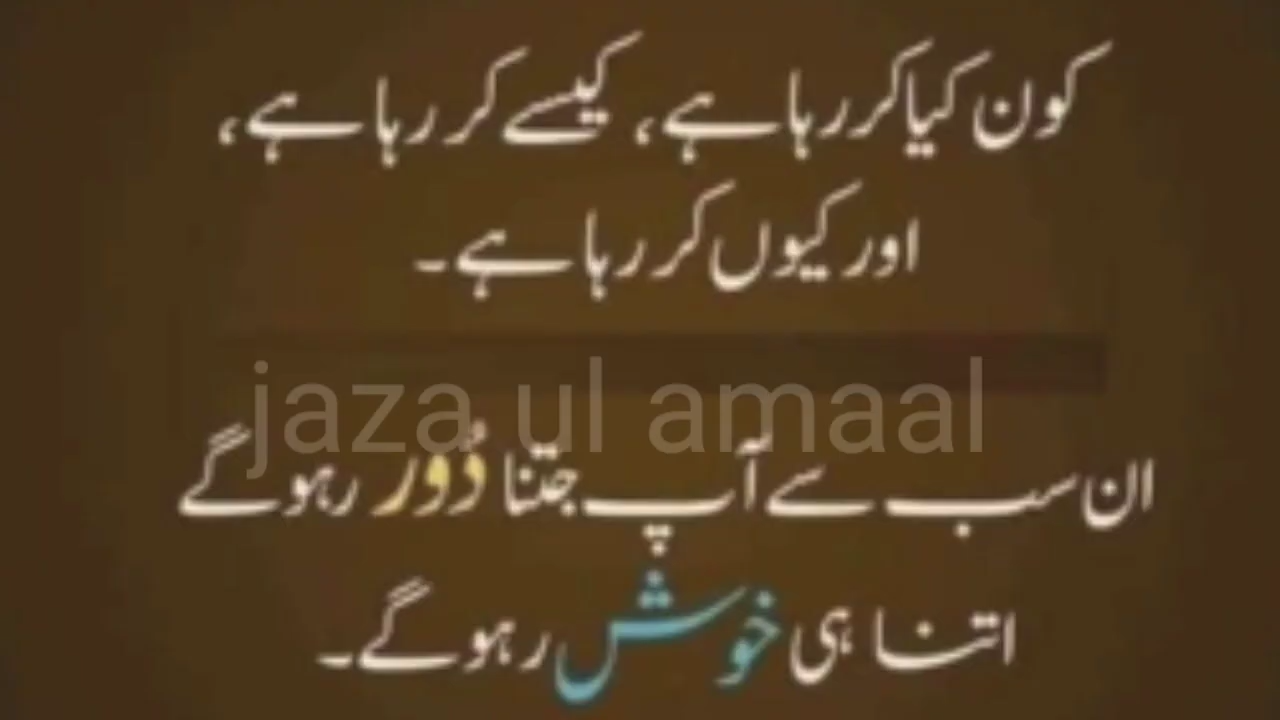 کون کیا کر رہا ہے، کیسے کر رہا ہے،
اور کیوں کر رہا ہے۔
jaza ul amaal
ان سب سے آپ جتنا دُور رہو گے
اتنا ہی خوش رہو گے۔